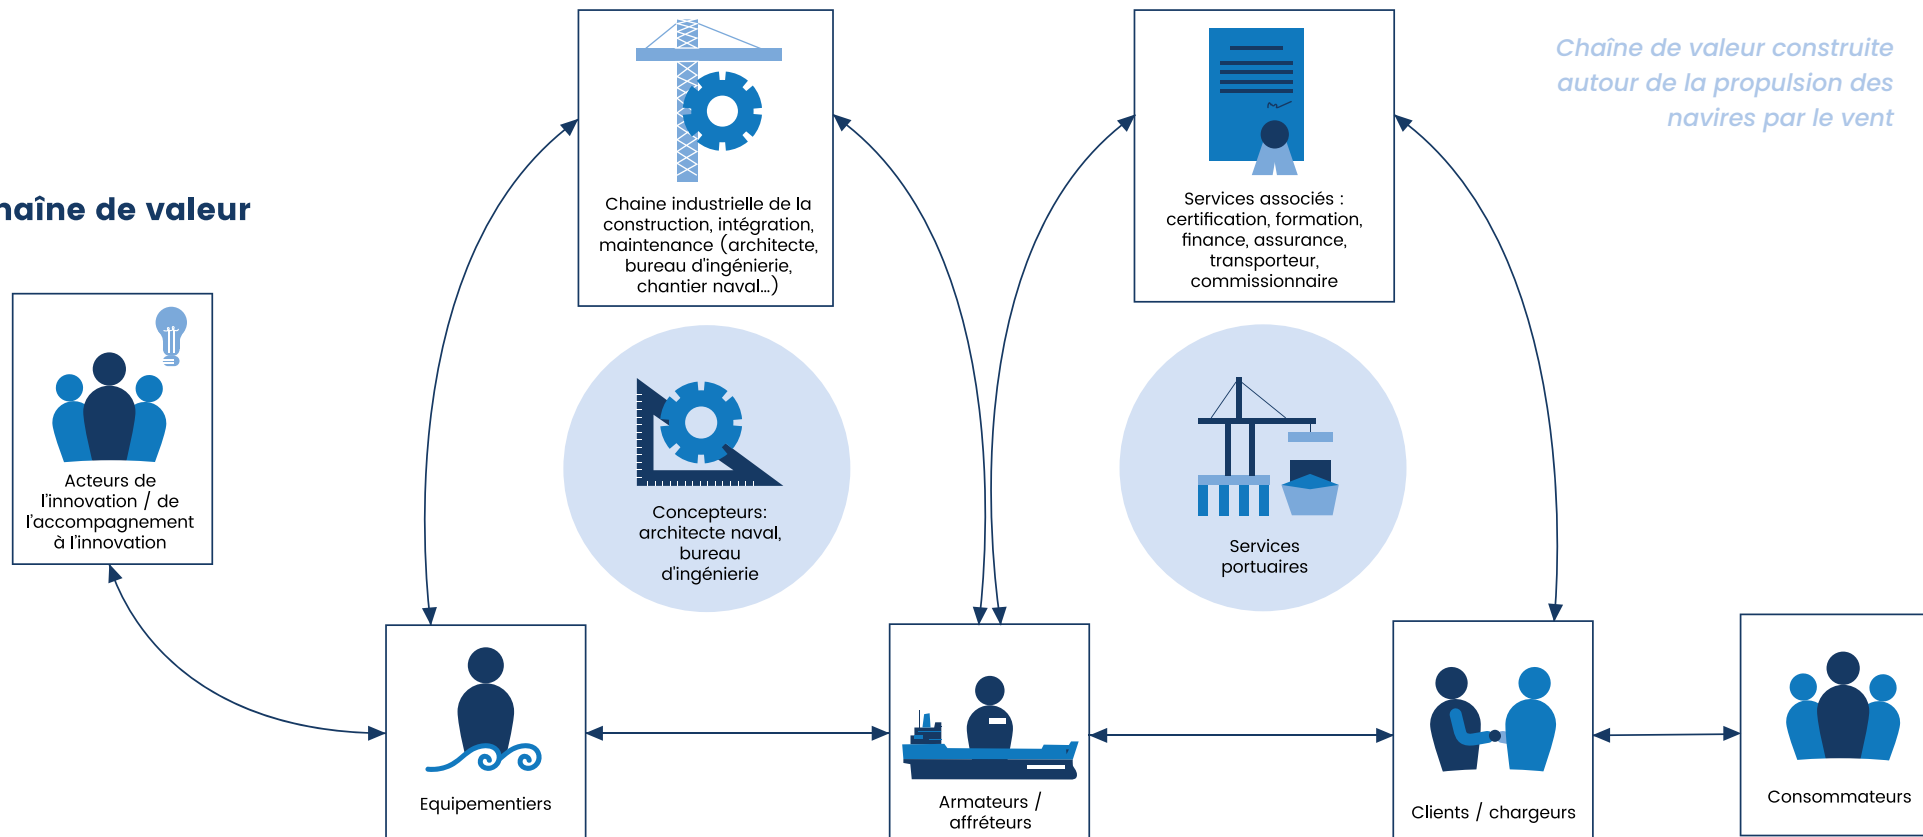 Chaîne de valeur construite
autour de la propulsion des
navires par le vent
haîne de valeur
Chaine industrielle de la
construction, intégration,
maintenance (architecte,
bureau d'ingénierie,
chantier naval...)
Services associés :
certification, formation,
finance, assurance,
transporteur,
commissionnaire
Acteurs de
l'innovation / de
l'accompagnement
à l'innovation
Concepteurs:
architecte naval,
bureau
d'ingénierie
Services
portuaires
Equipementiers
Armateurs /
affréteurs
Clients / chargeurs
Consommateurs